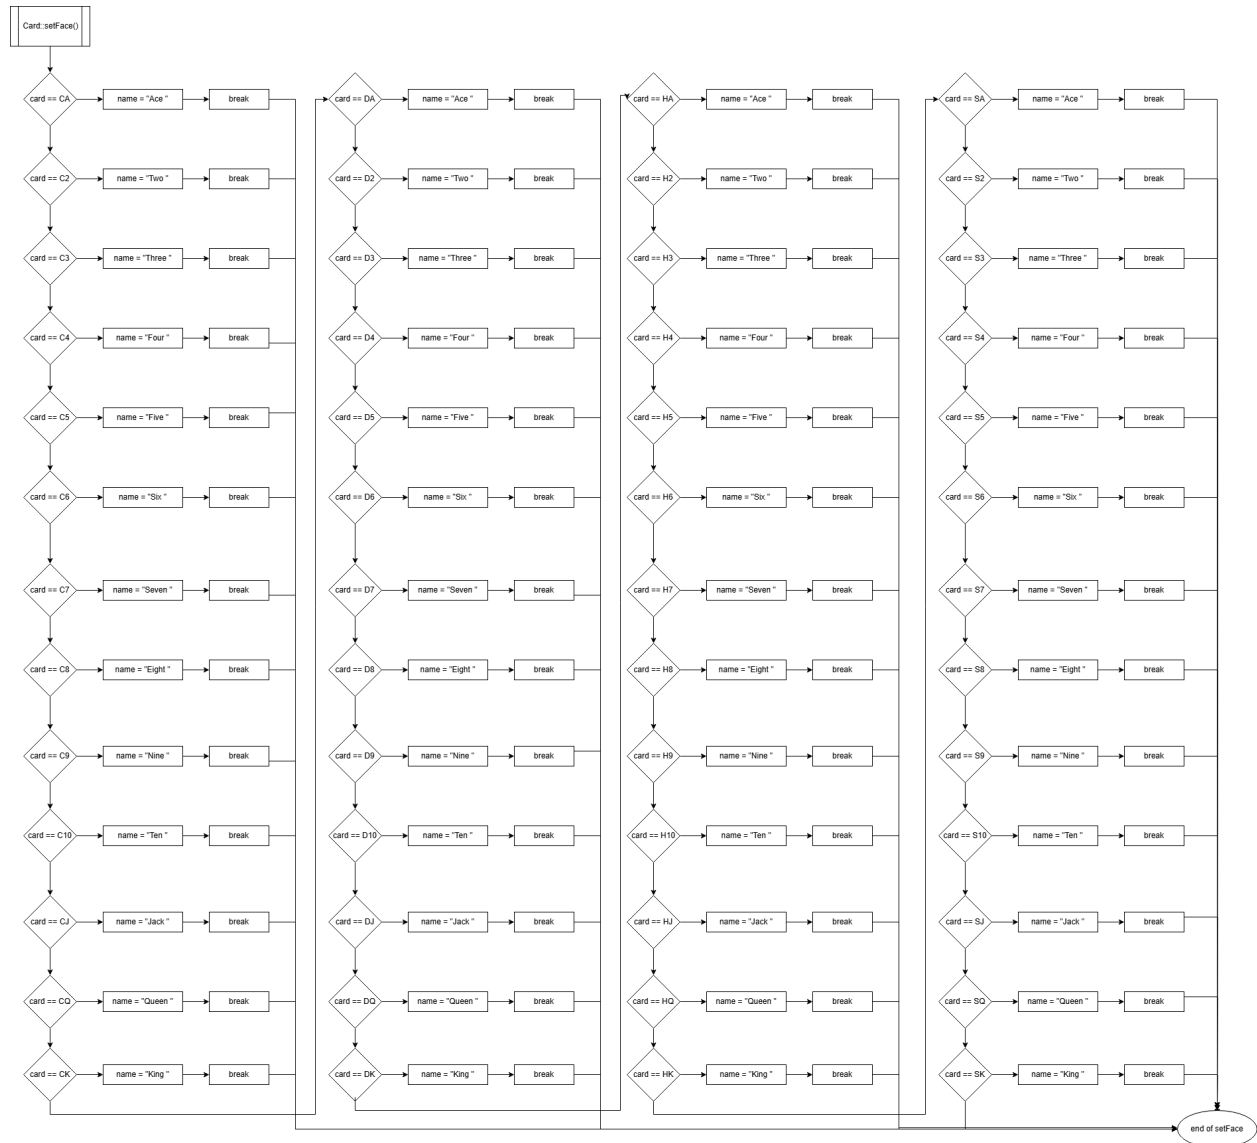 Card::setFace()
card == CA
name = "Ace "
break
card == DA
name = "Ace "
break
card == HA
name = "Ace "
break
card == SA
name = "Ace "
break
card == C2
name = "Two "
break
card == D2
name = "Two "
break
card == H2
name = "Two "
break
card == S2
name = "Two "
break
card == C3
name = "Three "
break
card == D3
name = "Three "
break
card == H3
name = "Three "
break
card == S3
name = "Three "
break
card == C4
name = "Four "
break
card == D4
name = "Four "
break
card == H4
name = "Four "
break
card == S4
name = "Four "
break
card == C5
name = "Five "
break
card == D5
name = "Five "
break
card == H5
name = "Five "
break
card == S5
name = "Five "
break
card == C6
name = "Six "
break
card == D6
name = "Six "
break
card == H6
name = "Six "
break
card == S6
name = "Six "
break
card == C7
name = "Seven "
break
card == D7
name = "Seven "
break
card == H7
name = "Seven "
break
card == S7
name = "Seven "
break
card == C8
name = "Eight "
break
card == D8
name = "Eight "
break
card == H8
name = "Eight "
break
card == S8
name = "Eight "
break
card == C9
name = "Nine "
break
card == D9
name = "Nine "
break
card == H9
name = "Nine "
break
card == S9
name = "Nine "
break
card == C10
name = "Ten "
break
card == D10
name = "Ten "
break
card == H10
name = "Ten "
break
card == S10
name = "Ten "
break
card == CJ
name = "Jack "
break
card == DJ
name = "Jack "
break
card == HJ
name = "Jack "
break
card == SJ
name = "Jack "
break
card == CQ
name = "Queen "
break
card == DQ
name = "Queen "
break
card == HQ
name = "Queen "
break
card == SQ
name = "Queen "
break
card == CK
name = "King "
break
card == DK
name = "King "
break
card == HK
name = "King "
break
card == SK
name = "King "
break
end of setFace